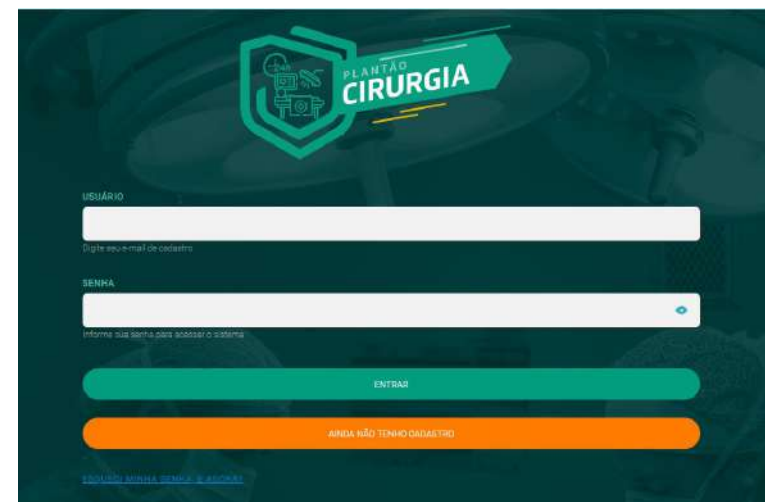 24h
PLANTÃO
CIRURGIA
USUÁRIO
Digite seu e-mail de cadastro
SENHA
Informe sua senha para acessar o sistema
ENTRAR
AINDA NÃO TENHO CADASTRO
ESQUECI MINHA SENHA, E AGORA?